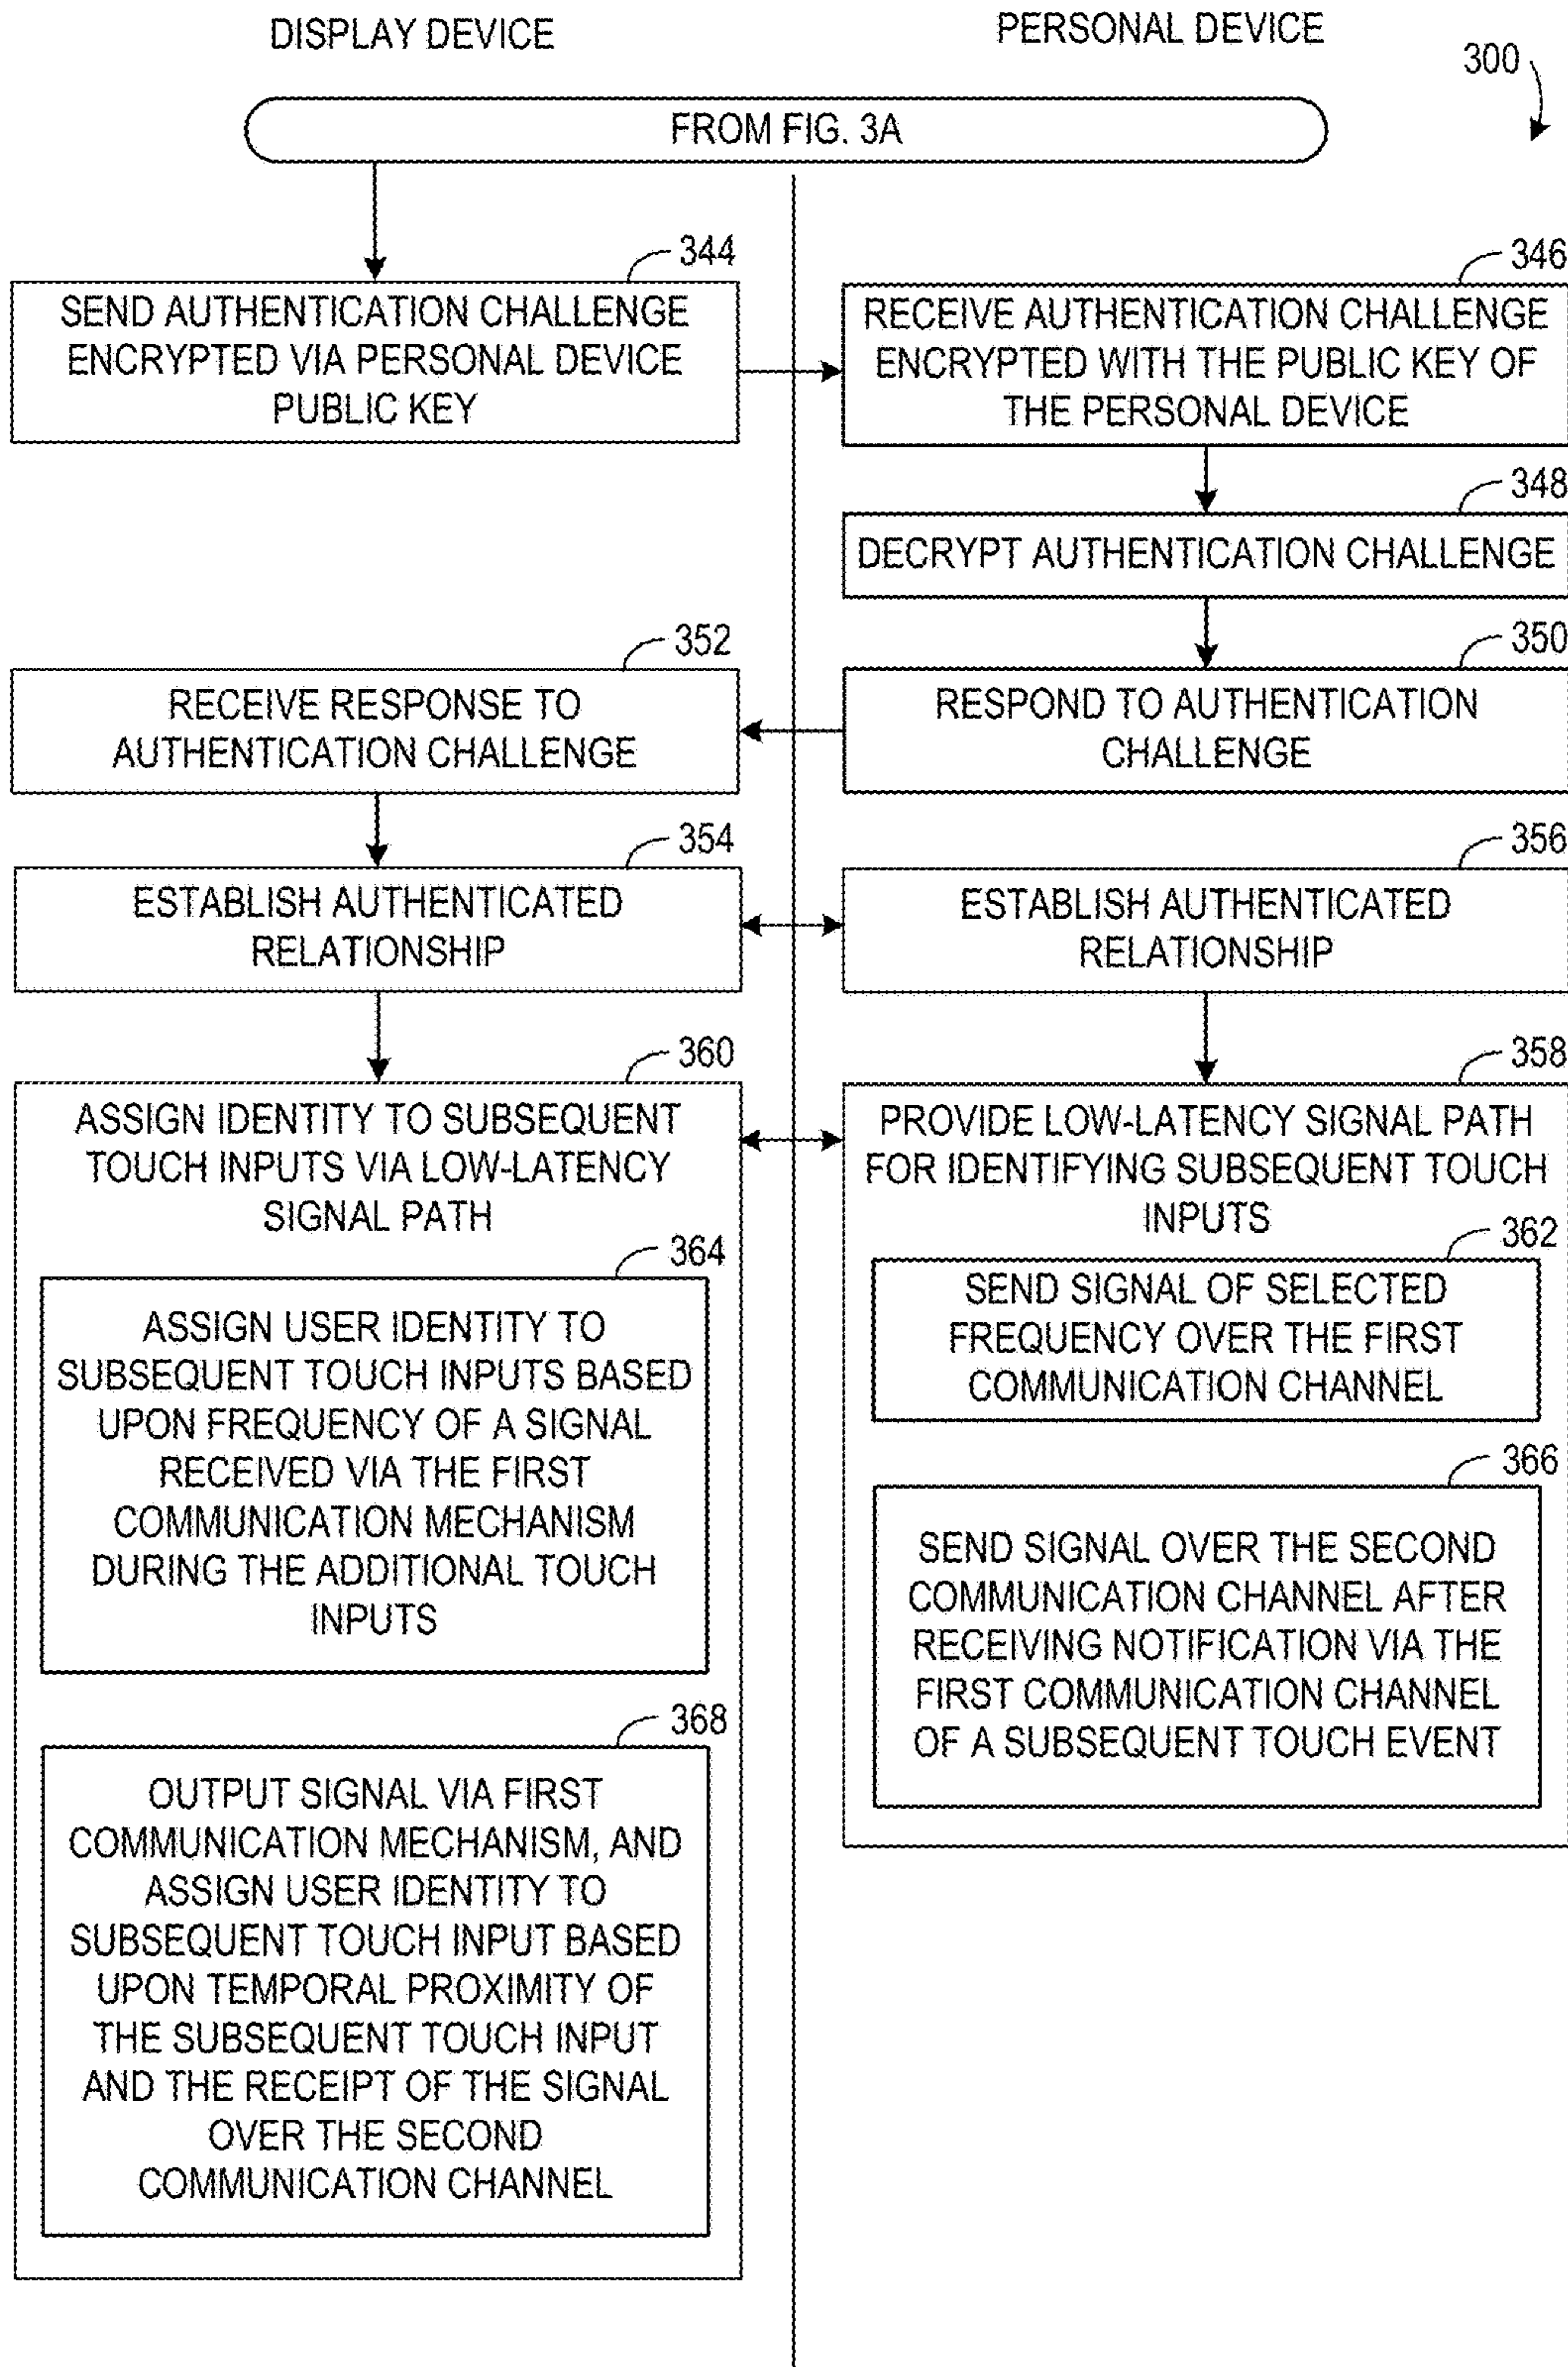 DISPLAY DEVICE
PERSONAL DEVICE
300
FROM FIG. 3A
344
SEND AUTHENTICATION CHALLENGE
ENCRYPTED VIA PERSONAL DEVICE
PUBLIC KEY
346
RECEIVE AUTHENTICATION CHALLENGE
ENCRYPTED WITH THE PUBLIC KEY OF
THE PERSONAL DEVICE
348
DECRYPT AUTHENTICATION CHALLENGE
352
RECEIVE RESPONSE TO
AUTHENTICATION CHALLENGE
350
RESPOND TO AUTHENTICATION
CHALLENGE
354
ESTABLISH AUTHENTICATED
RELATIONSHIP
356
ESTABLISH AUTHENTICATED
RELATIONSHIP
360
ASSIGN IDENTITY TO SUBSEQUENT
TOUCH INPUTS VIA LOW-LATENCY
SIGNAL PATH
364
ASSIGN USER IDENTITY TO
SUBSEQUENT TOUCH INPUTS BASED
UPON FREQUENCY OF A SIGNAL
RECEIVED VIA THE FIRST
COMMUNICATION MECHANISM
DURING THE ADDITIONAL TOUCH
INPUTS
368
OUTPUT SIGNAL VIA FIRST
COMMUNICATION MECHANISM, AND
ASSIGN USER IDENTITY TO
SUBSEQUENT TOUCH INPUT BASED
UPON TEMPORAL PROXIMITY OF
THE SUBSEQUENT TOUCH INPUT
AND THE RECEIPT OF THE SIGNAL
OVER THE SECOND
COMMUNICATION CHANNEL
358
PROVIDE LOW-LATENCY SIGNAL PATH
FOR IDENTIFYING SUBSEQUENT TOUCH
INPUTS
362
SEND SIGNAL OF SELECTED
FREQUENCY OVER THE FIRST
COMMUNICATION CHANNEL
366
SEND SIGNAL OVER THE SECOND
COMMUNICATION CHANNEL AFTER
RECEIVING NOTIFICATION VIA THE
FIRST COMMUNICATION CHANNEL
OF A SUBSEQUENT TOUCH EVENT